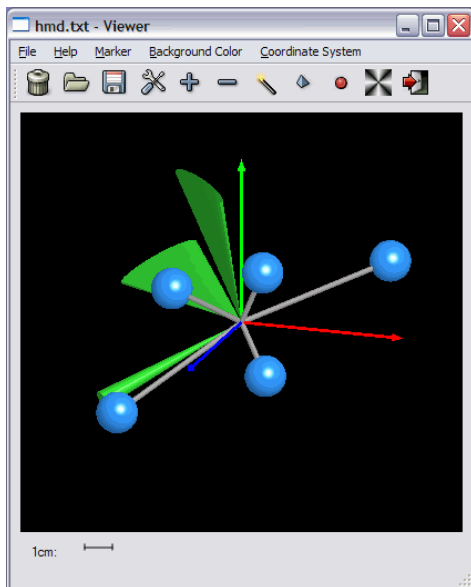 hmd.txt - Viewer
File Help Marker Background Color Coordinate System
1cm: